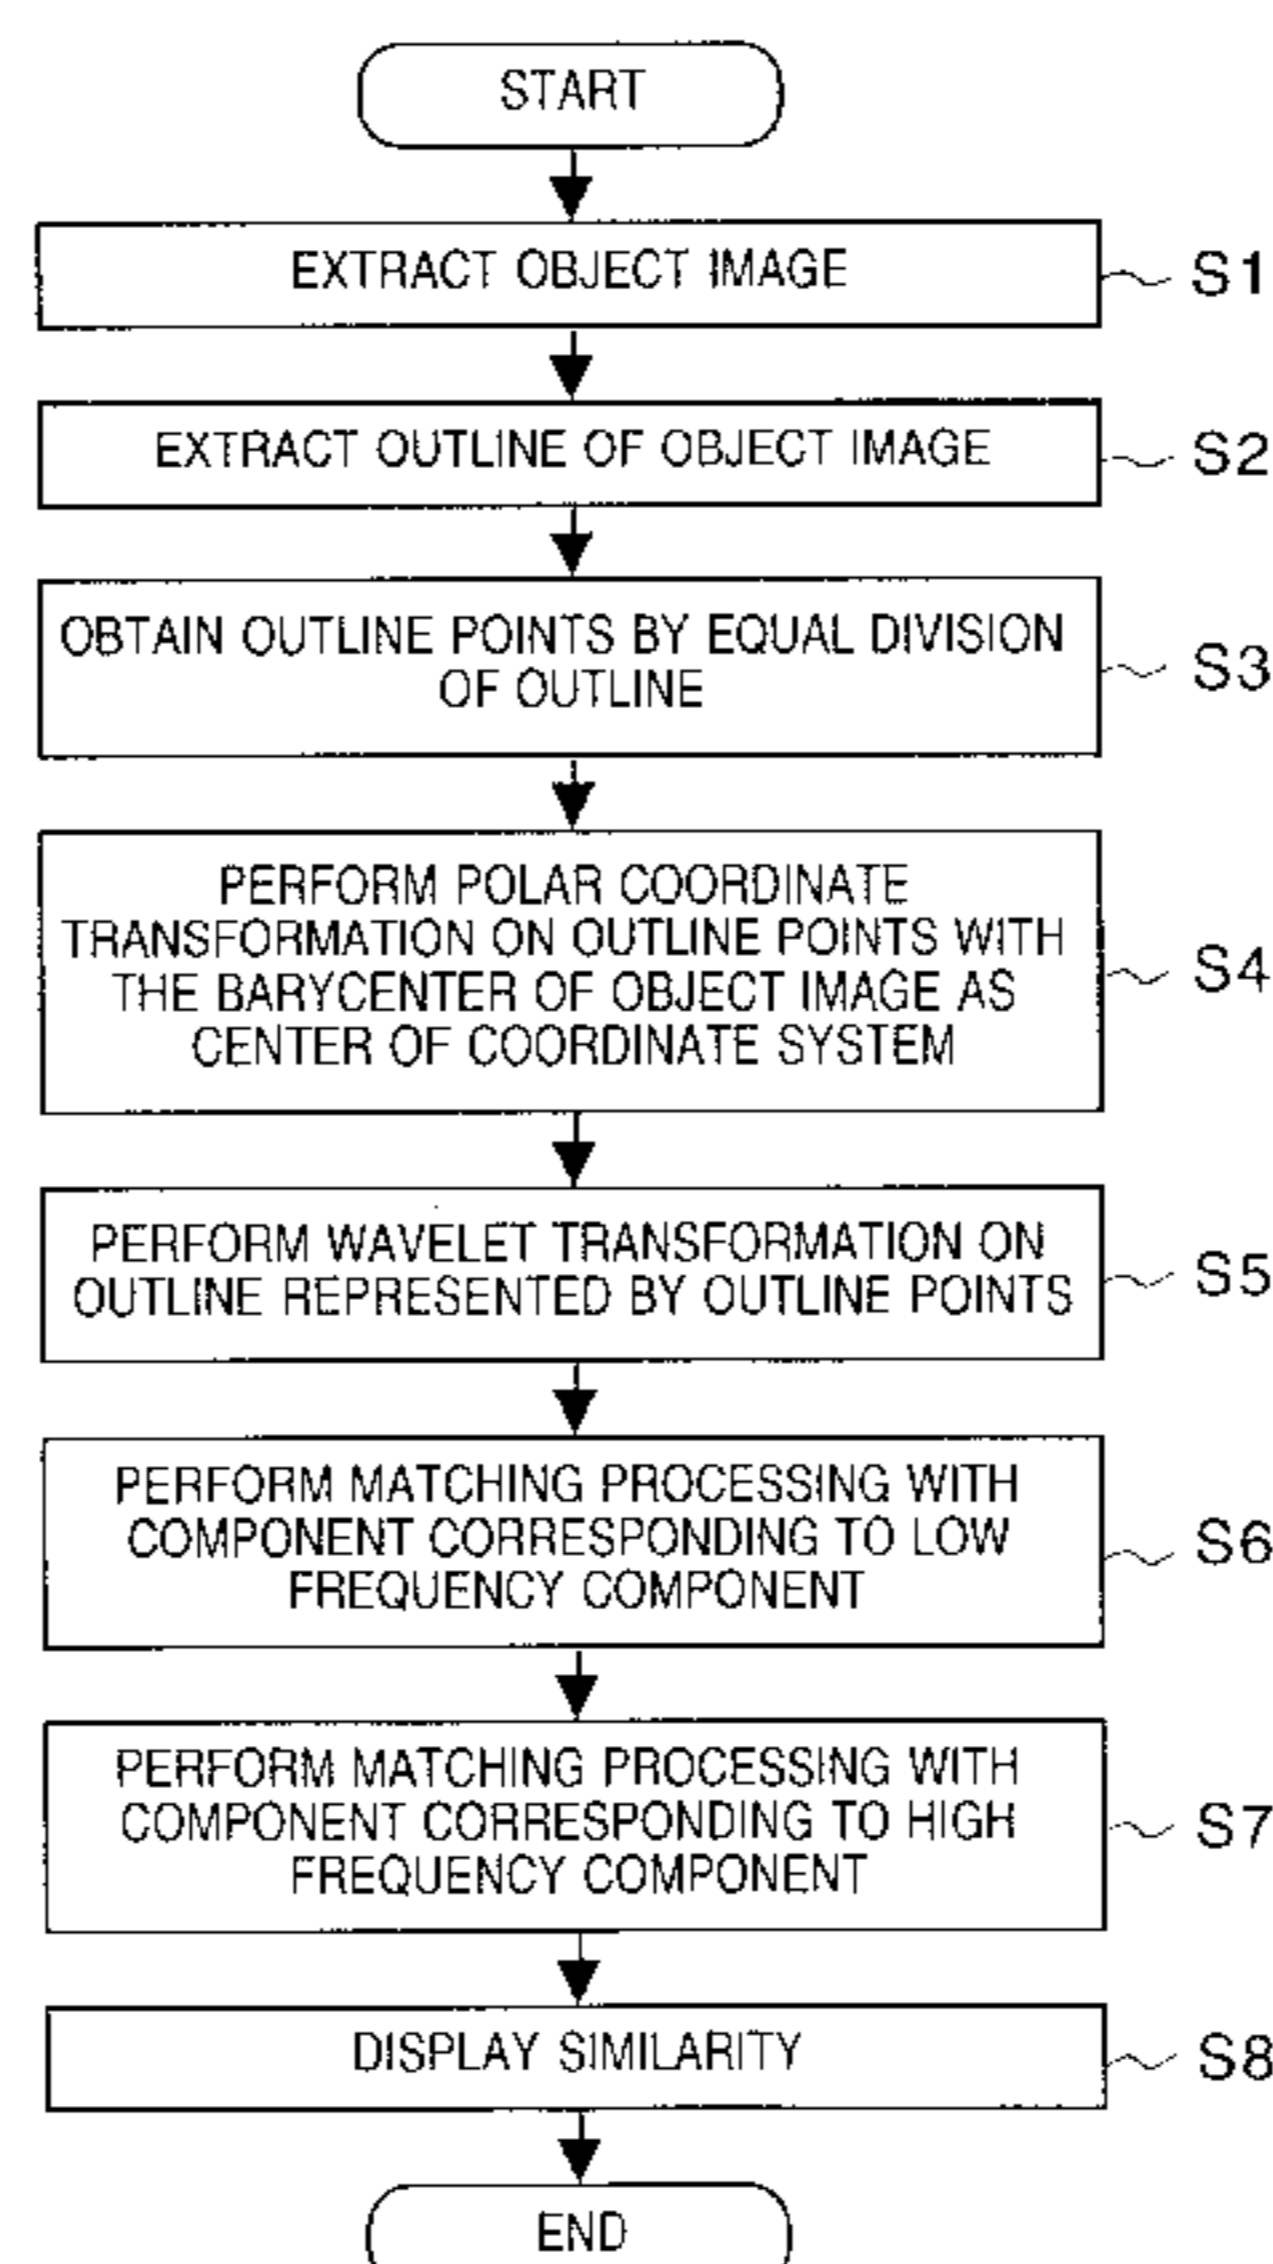 START
EXTRACT OBJECT IMAGE
S1
EXTRACT OUTLINE OF OBJECT IMAGE
S2
OBTAIN OUTLINE POINTS BY EQUAL DIVISION
OF OUTLINE
S3
PERFORM POLAR COORDINATE
TRANSFORMATION ON OUTLINE POINTS WITH
THE BARYCENTER OF OBJECT IMAGE AS
CENTER OF COORDINATE SYSTEM
S4
PERFORM WAVELET TRANSFORMATION ON
OUTLINE REPRESENTED BY OUTLINE POINTS
S5
PERFORM MATCHING PROCESSING WITH
COMPONENT CORRESPONDING TO LOW
FREQUENCY COMPONENT
S6
PERFORM MATCHING PROCESSING WITH
COMPONENT CORRESPONDING TO HIGH
FREQUENCY COMPONENT
S7
DISPLAY SIMILARITY
S8
END